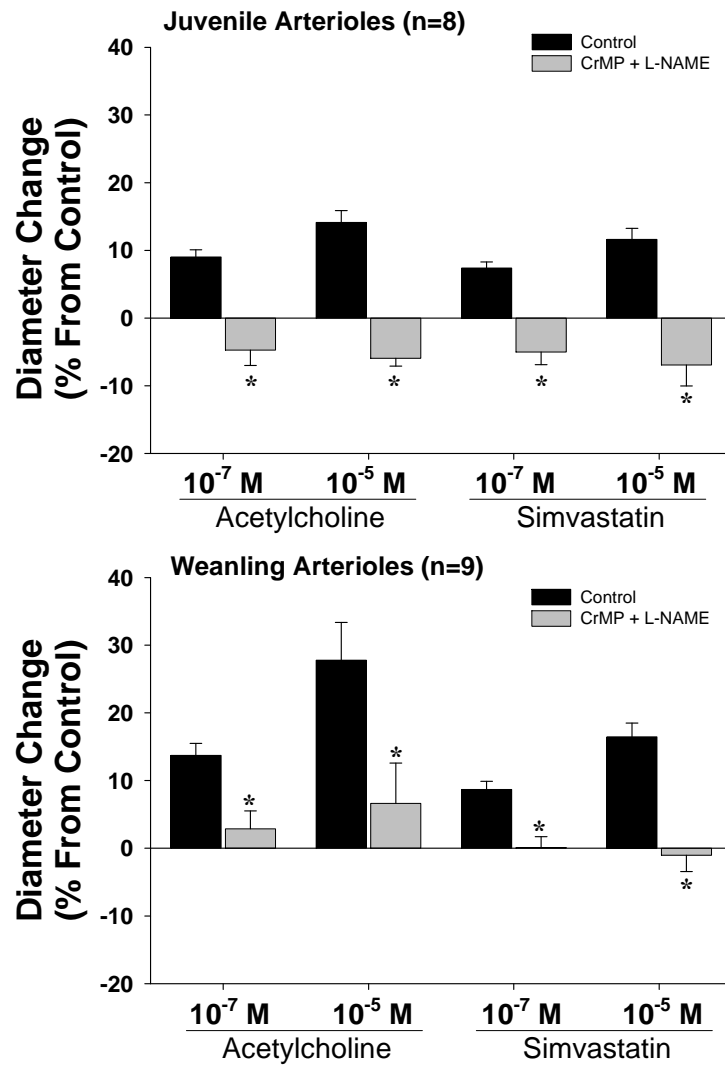 Juvenile Arterioles (n=8)
Control
CrMP + L-NAME
Diameter Change
(% From Control)
40
30
20
10
0
-10
-20
* * * *
10⁻⁷ M 10⁻⁵ M 10⁻⁷ M 10⁻⁵ M
Acetylcholine Simvastatin
Weanling Arterioles (n=9)
Control
CrMP + L-NAME
Diameter Change
(% From Control)
40
30
20
10
0
-10
-20
* * * *
10⁻⁷ M 10⁻⁵ M 10⁻⁷ M 10⁻⁵ M
Acetylcholine Simvastatin